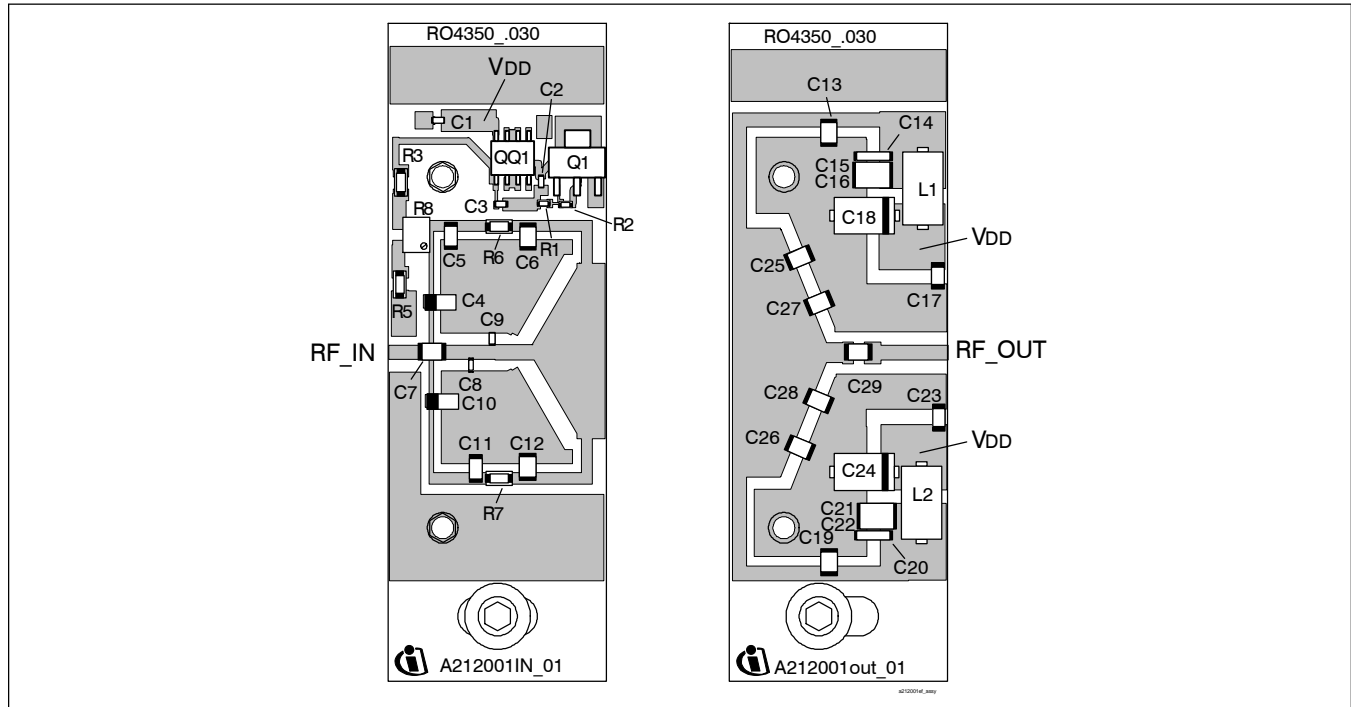 RO4350_.030
VDD
C2
C1
QQ1
Q1
R3
C3
R8
R1
R2
C5
R6
C6
C4
R5
C9
RF_IN
C7
C8
C10
C11
C12
R7
A212001IN_01
RO4350_.030
C13
C14
C15
C16
L1
C18
VDD
C25
C17
C27
RF_OUT
C29
C28
C23
C26
VDD
C24
L2
C21
C22
C19
C20
A212001out_01
a212001ef_assy